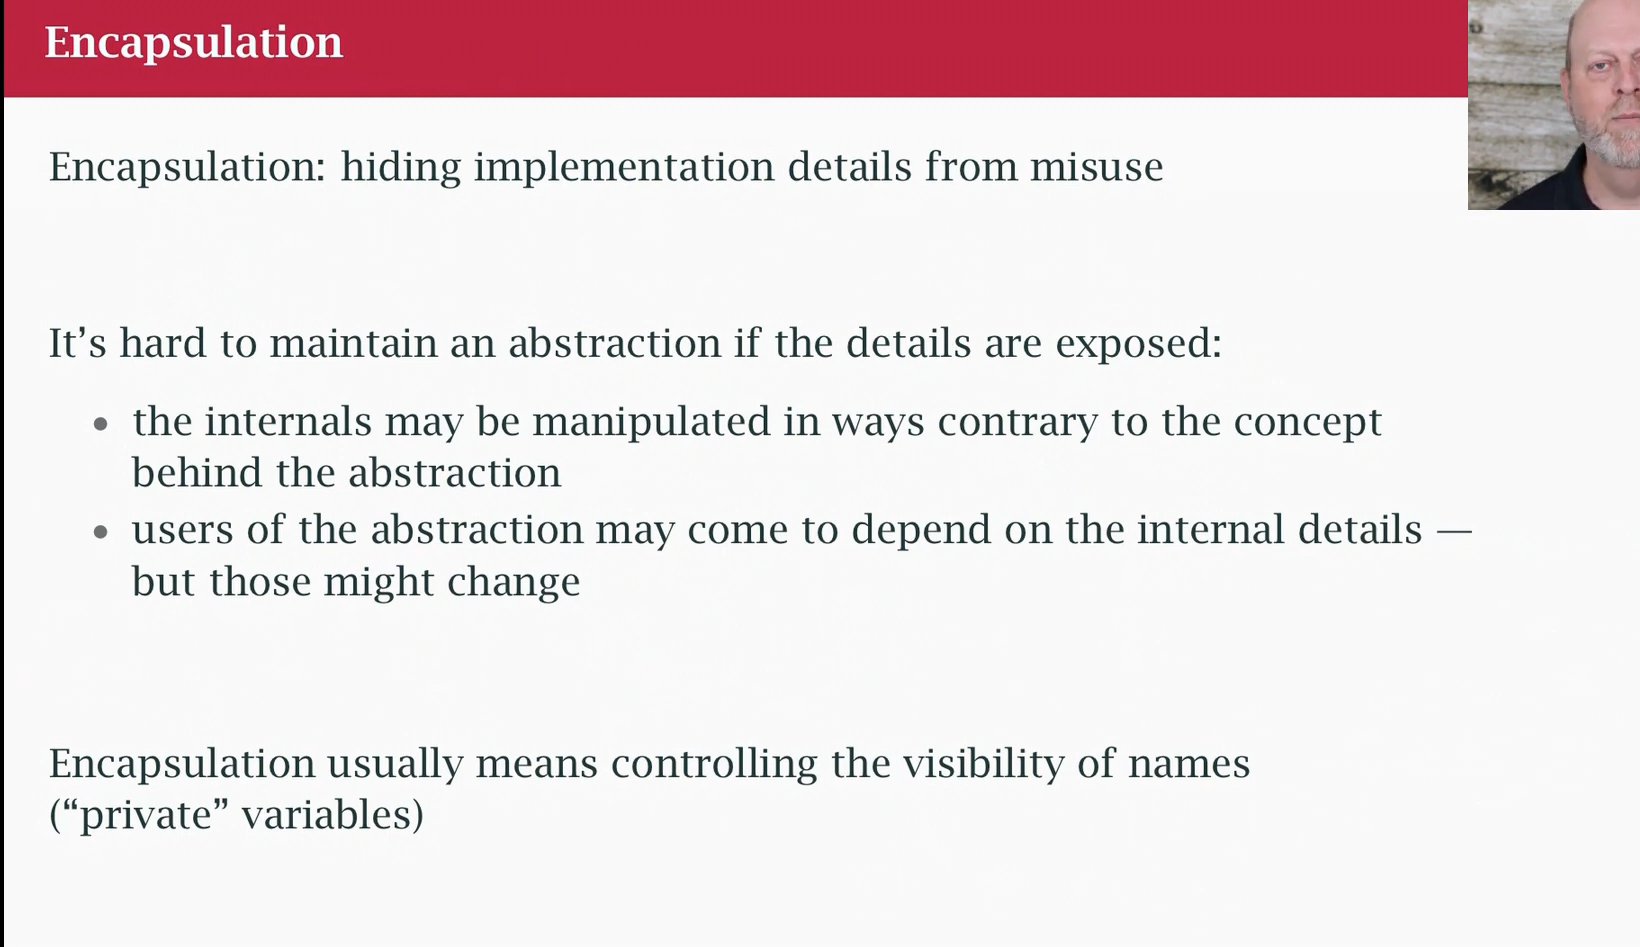 Encapsulation
Encapsulation: hiding implementation details from misuse
It’s hard to maintain an abstraction if the details are exposed:
• the internals may be manipulated in ways contrary to the concept
behind the abstraction
• users of the abstraction may come to depend on the internal details —
but those might change
Encapsulation usually means controlling the visibility of names
(“private” variables)